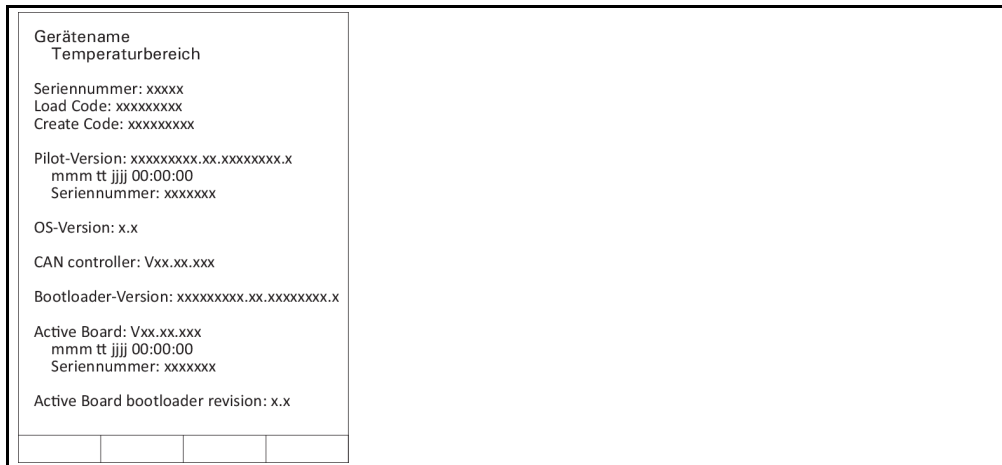 Gerätename
Temperaturbereich
Seriennummer: xxxxx
Load Code: xxxxxxxxx
Create Code: xxxxxxxxx
Pilot-Version: xxxxxxxxx.xx.xxxxxxxx.x
mmm tt jjjj 00:00:00
Seriennummer: xxxxxxx
OS-Version: x.x
CAN controller: Vxx.xx.xxx
Bootloader-Version: xxxxxxxxx.xx.xxxxxxxx.x
Active Board: Vxx.xx.xxx
mmm tt jjjj 00:00:00
Seriennummer: xxxxxxx
Active Board bootloader revision: x.x